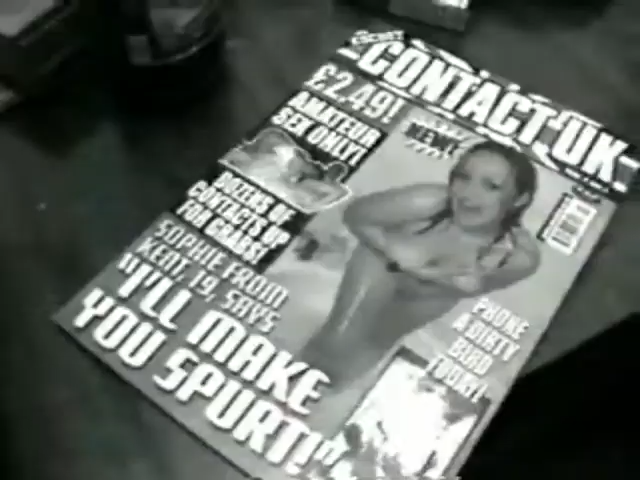 Escort
CONTACT UK
£2.49!
AMATEUR
SEX ONLY!
NEW!
DOZENS OF
CONTACTS UP
FOR GRABS!
SOPHIE FROM
KENT, 19, SAYS
"I'LL MAKE
YOU SPURT!"
PHONE
A DIRTY
BIRD
TODAY!